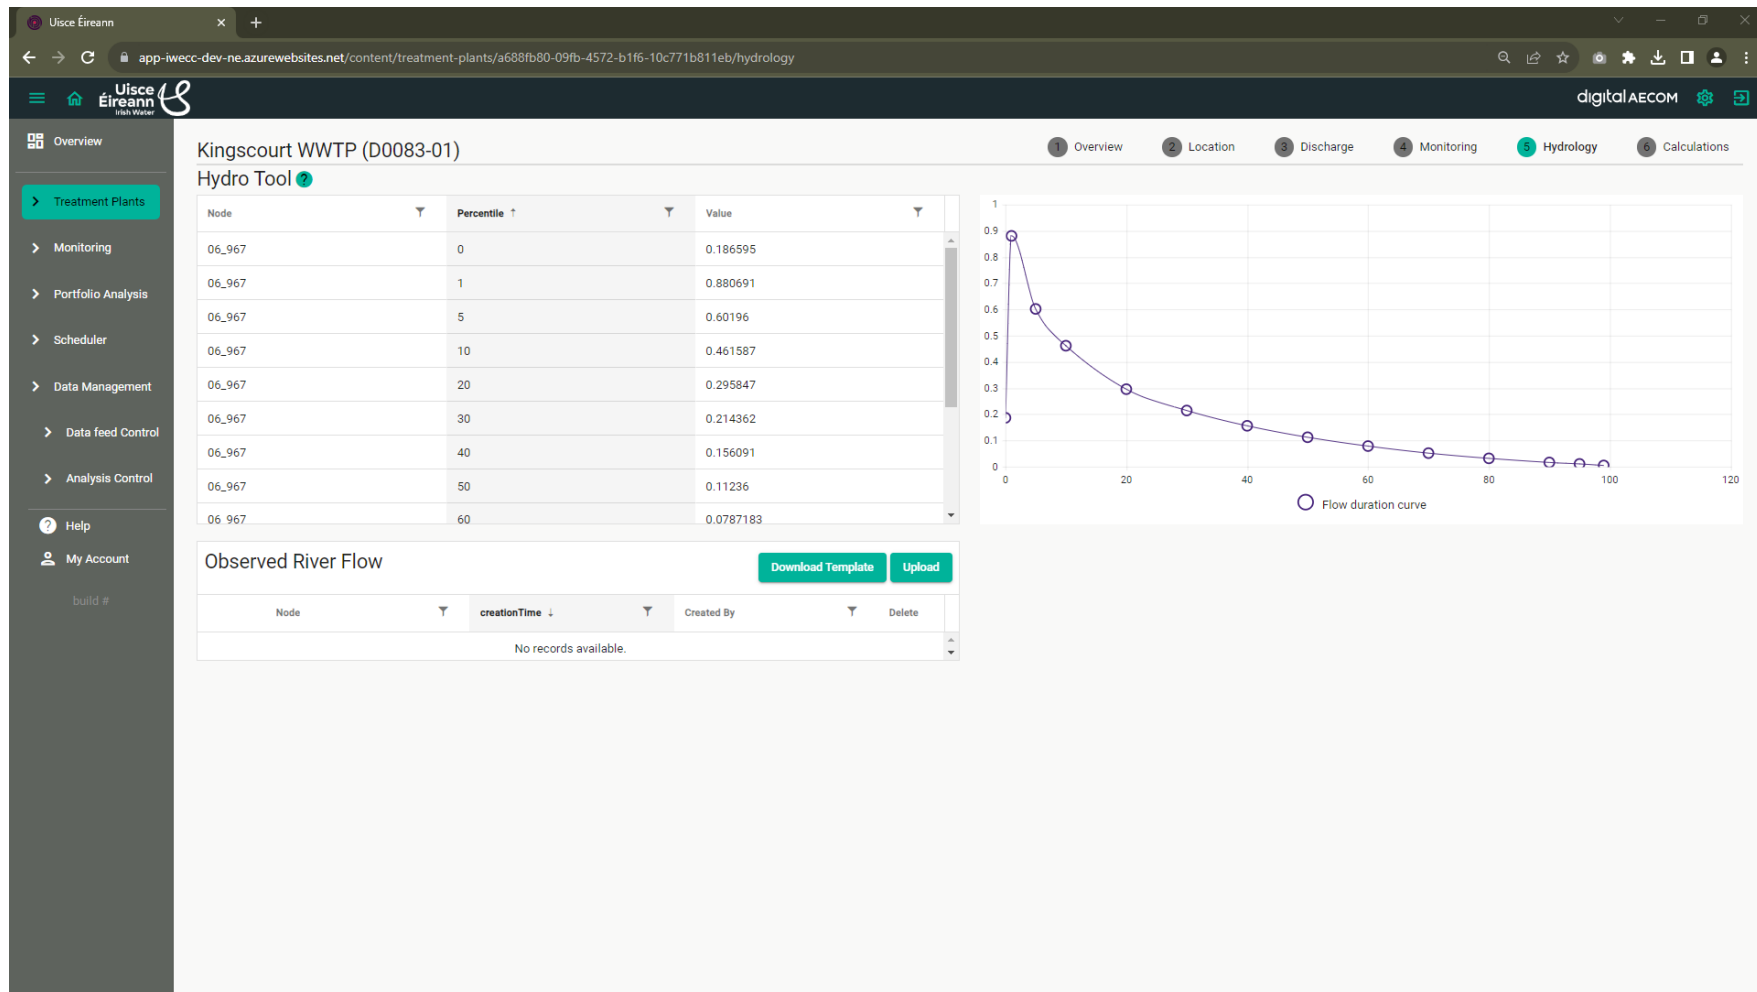 Uisce Éireann
app-iwecc-dev-ne.azurewebsites.net/content/treatment-plants/a688fb80-09fb-4572-b1f6-10c771b811eb/hydrology
Uisce
Éireann
Irish Water
digital AECOM
Overview
Treatment Plants
Monitoring
Portfolio Analysis
Scheduler
Data Management
Data feed Control
Analysis Control
? Help
My Account
build #
Kingscourt WWTP (D0083-01)
1 Overview 2 Location 3 Discharge 4 Monitoring 5 Hydrology 6 Calculations
Hydro Tool ?
Node Percentile ↑ Value
06_967 0 0.186595
06_967 1 0.880691
06_967 5 0.60196
06_967 10 0.461587
06_967 20 0.295847
06_967 30 0.214362
06_967 40 0.156091
06_967 50 0.11236
06_967 60 0.0787183
1
0.9
0.8
0.7
0.6
0.5
0.4
0.3
0.2
0.1
0
0 20 40 60 80 100 120
Flow duration curve
Observed River Flow
Download Template Upload
Node creationTime ↓ Created By Delete
No records available.